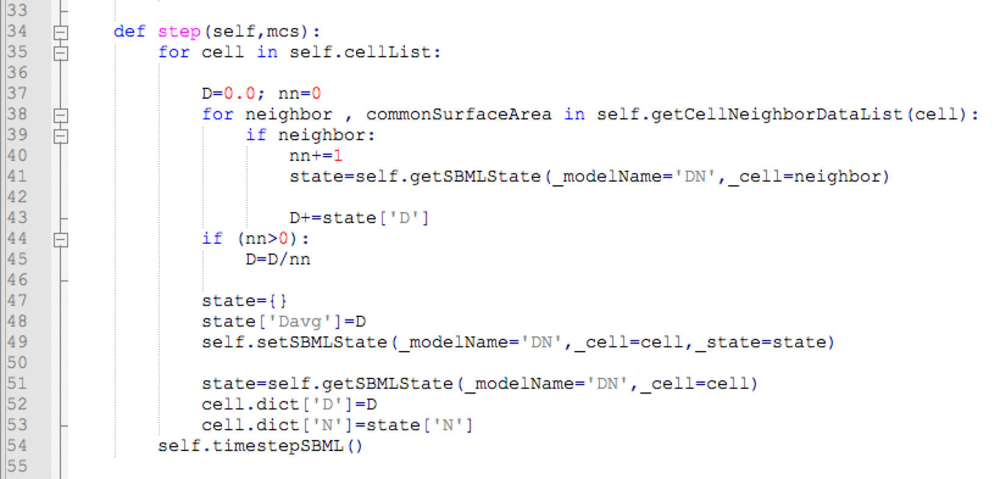 33
34 def step(self,mcs):
35 for cell in self.cellList:
36
37 D=0.0; nn=0
38 for neighbor , commonSurfaceArea in self.getCellNeighborDataList(cell):
39 if neighbor:
40 nn+=1
41 state=self.getSBMLState(_modelName='DN',_cell=neighbor)
42
43 D+=state['D']
44 if (nn>0):
45 D=D/nn
46
47 state={}
48 state['Davg']=D
49 self.setSBMLState(_modelName='DN',_cell=cell,_state=state)
50
51 state=self.getSBMLState(_modelName='DN',_cell=cell)
52 cell.dict['D']=D
53 cell.dict['N']=state['N']
54 self.timestepSBML()
55